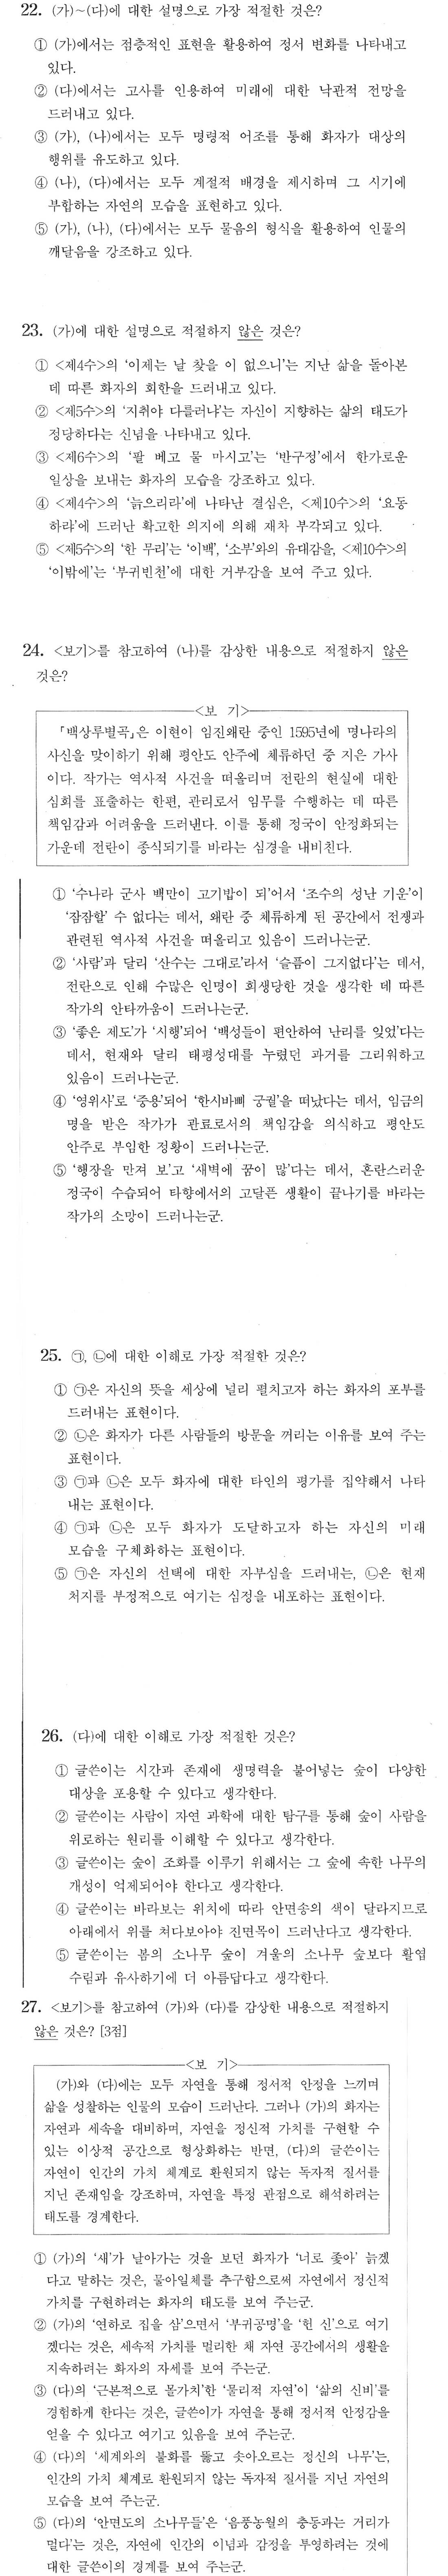 22. (가)~(다)에 대한 설명으로 가장 적절한 것은?
① (가)에서는 점층적인 표현을 활용하여 정서 변화를 나타내고
있다.
② (다)에서는 고사를 인용하여 미래에 대한 낙관적 전망을
드러내고 있다.
③ (가), (나)에서는 모두 명령적 어조를 통해 화자가 대상의
행위를 유도하고 있다.
④ (나), (다)에서는 모두 계절적 배경을 제시하며 그 시기에
부합하는 자연의 모습을 표현하고 있다.
⑤ (가), (나), (다)에서는 모두 물음의 형식을 활용하여 인물의
깨달음을 강조하고 있다.
23. (가)에 대한 설명으로 적절하지 않은 것은?
① <제4수>의 ‘이제는 날 찾을 이 없으니’는 지난 삶을 돌아본
데 따른 화자의 회한을 드러내고 있다.
② <제5수>의 ‘지취야 다를러냐’는 자신이 지향하는 삶의 태도가
정당하다는 신념을 나타내고 있다.
③ <제6수>의 ‘팔 베고 물 마시고’는 ‘반구정’에서 한가로운
일상을 보내는 화자의 모습을 강조하고 있다.
④ <제4수>의 ‘늙으리라’에 나타난 결심은, <제10수>의 ‘요동
하랴’에 드러난 확고한 의지에 의해 재차 부각되고 있다.
⑤ <제5수>의 ‘한 무리’는 ‘이백’, ‘소부’와의 유대감을, <제10수>의
‘이밖에’는 ‘부귀빈천’에 대한 거부감을 보여 주고 있다.
24. <보기>를 참고하여 (나)를 감상한 내용으로 적절하지 않은
것은?
<보 기>
「백상루별곡」은 이현이 임진왜란 중인 1595년에 명나라의
사신을 맞이하기 위해 평안도 안주에 체류하던 중 지은 가사
이다. 작가는 역사적 사건을 떠올리며 전란의 현실에 대한
심회를 표출하는 한편, 관리로서 임무를 수행하는 데 따른
책임감과 어려움을 드러낸다. 이를 통해 정국이 안정화되는
가운데 전란이 종식되기를 바라는 심경을 내비친다.
① ‘수나라 군사 백만이 고기밥이 되’어서 ‘조수의 성난 기운’이
‘잠잠할’ 수 없다는 데서, 왜란 중 체류하게 된 공간에서 전쟁과
관련된 역사적 사건을 떠올리고 있음이 드러나는군.
② ‘사람’과 달리 ‘산수는 그대로’라서 ‘슬픔이 그지없다’는 데서,
전란으로 인해 수많은 인명이 희생당한 것을 생각한 데 따른
작가의 안타까움이 드러나는군.
③ ‘좋은 제도’가 ‘시행’되어 ‘백성들이 편안하여 난리를 잊었’다는
데서, 현재와 달리 태평성대를 누렸던 과거를 그리워하고
있음이 드러나는군.
④ ‘영위사’로 ‘중용’되어 ‘한시바삐 궁궐’을 떠났다는 데서, 임금의
명을 받은 작가가 관료로서의 책임감을 의식하고 평안도
안주로 부임한 정황이 드러나는군.
⑤ ‘행장을 만져 보’고 ‘새벽에 꿈이 많’다는 데서, 혼란스러운
정국이 수습되어 타향에서의 고달픈 생활이 끝나기를 바라는
작가의 소망이 드러나는군.
25. ㉠, ㉡에 대한 이해로 가장 적절한 것은?
① ㉠은 자신의 뜻을 세상에 널리 펼치고자 하는 화자의 포부를
드러내는 표현이다.
② ㉡은 화자가 다른 사람들의 방문을 꺼리는 이유를 보여 주는
표현이다.
③ ㉠과 ㉡은 모두 화자에 대한 타인의 평가를 집약해서 나타
내는 표현이다.
④ ㉠과 ㉡은 모두 화자가 도달하고자 하는 자신의 미래
모습을 구체화하는 표현이다.
⑤ ㉠은 자신의 선택에 대한 자부심을 드러내는, ㉡은 현재
처지를 부정적으로 여기는 심정을 내포하는 표현이다.
26. (다)에 대한 이해로 가장 적절한 것은?
① 글쓴이는 시간과 존재에 생명력을 불어넣는 숲이 다양한
대상을 포용할 수 있다고 생각한다.
② 글쓴이는 사람이 자연 과학에 대한 탐구를 통해 숲이 사람을
위로하는 원리를 이해할 수 있다고 생각한다.
③ 글쓴이는 숲이 조화를 이루기 위해서는 그 숲에 속한 나무의
개성이 억제되어야 한다고 생각한다.
④ 글쓴이는 바라보는 위치에 따라 안면송의 색이 달라지므로
아래에서 위를 쳐다보아야 진면목이 드러난다고 생각한다.
⑤ 글쓴이는 봄의 소나무 숲이 겨울의 소나무 숲보다 활엽
수림과 유사하기에 더 아름답다고 생각한다.
27. <보기>를 참고하여 (가)와 (다)를 감상한 내용으로 적절하지
않은 것은? [3점]
<보 기>
(가)와 (다)에는 모두 자연을 통해 정서적 안정을 느끼며
삶을 성찰하는 인물의 모습이 드러난다. 그러나 (가)의 화자는
자연과 세속을 대비하며, 자연을 정신적 가치를 구현할 수
있는 이상적 공간으로 형상화하는 반면, (다)의 글쓴이는
자연이 인간의 가치 체계로 환원되지 않는 독자적 질서를
지닌 존재임을 강조하며, 자연을 특정 관점으로 해석하려는
태도를 경계한다.
① (가)의 ‘새’가 날아가는 것을 보던 화자가 ‘너로 좇아’ 늙겠
다고 말하는 것은, 물아일체를 추구함으로써 자연에서 정신적
가치를 구현하려는 화자의 태도를 보여 주는군.
② (가)의 ‘연하로 집을 삼’으면서 ‘부귀공명’을 ‘헌 신’으로 여기
겠다는 것은, 세속적 가치를 멀리한 채 자연 공간에서의 생활을
지속하려는 화자의 자세를 보여 주는군.
③ (다)의 ‘근본적으로 몰가치’한 ‘물리적 자연’이 ‘삶의 신비’를
경험하게 한다는 것은, 글쓴이가 자연을 통해 정서적 안정감을
얻을 수 있다고 여기고 있음을 보여 주는군.
④ (다)의 ‘세계와의 불화를 뚫고 솟아오르는 정신의 나무’는,
인간의 가치 체계로 환원되지 않는 독자적 질서를 지닌 자연의
모습을 보여 주는군.
⑤ (다)의 ‘안면도의 소나무들’은 ‘음풍농월의 충동과는 거리가
멀다’는 것은, 자연에 인간의 이념과 감정을 투영하려는 것에
대한 글쓴이의 경계를 보여 주는군.